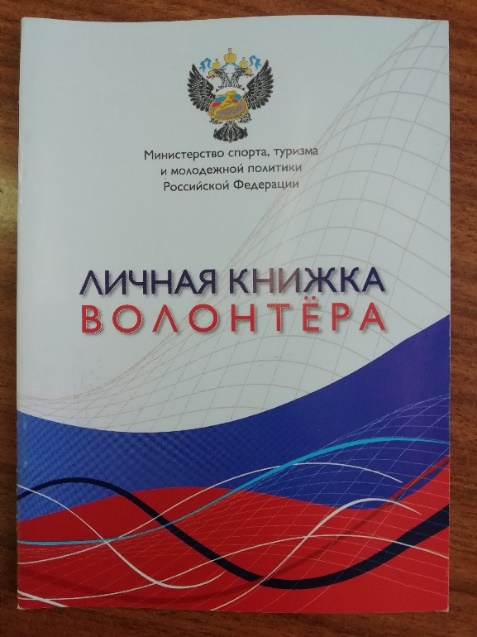 Министерство спорта, туризма
и молодежной политики
Российской Федерации
ЛИЧНАЯ КНИЖКА
ВОЛОНТЁРА